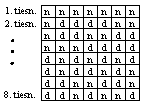 1. tiesn. n n n n n n n
2. tiesn. n d d d d n n
n d n n d d n
n d d n n d n
d n d d n n n
d n n d d n n
d d n n d n n
8. tiesn. d d n n d d n